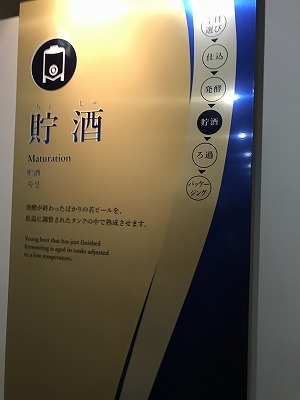 選び
仕込
発酵
貯酒
ろ過
パッケー
ジング
ちょ しゅ
貯酒
Maturation
贮酒
숙성
発酵が終わったばかりの若ビールを、
低温に調整されたタンクの中で熟成させます。
Young beer that has just finished
fermenting is aged in tanks adjusted
to a low temperature.